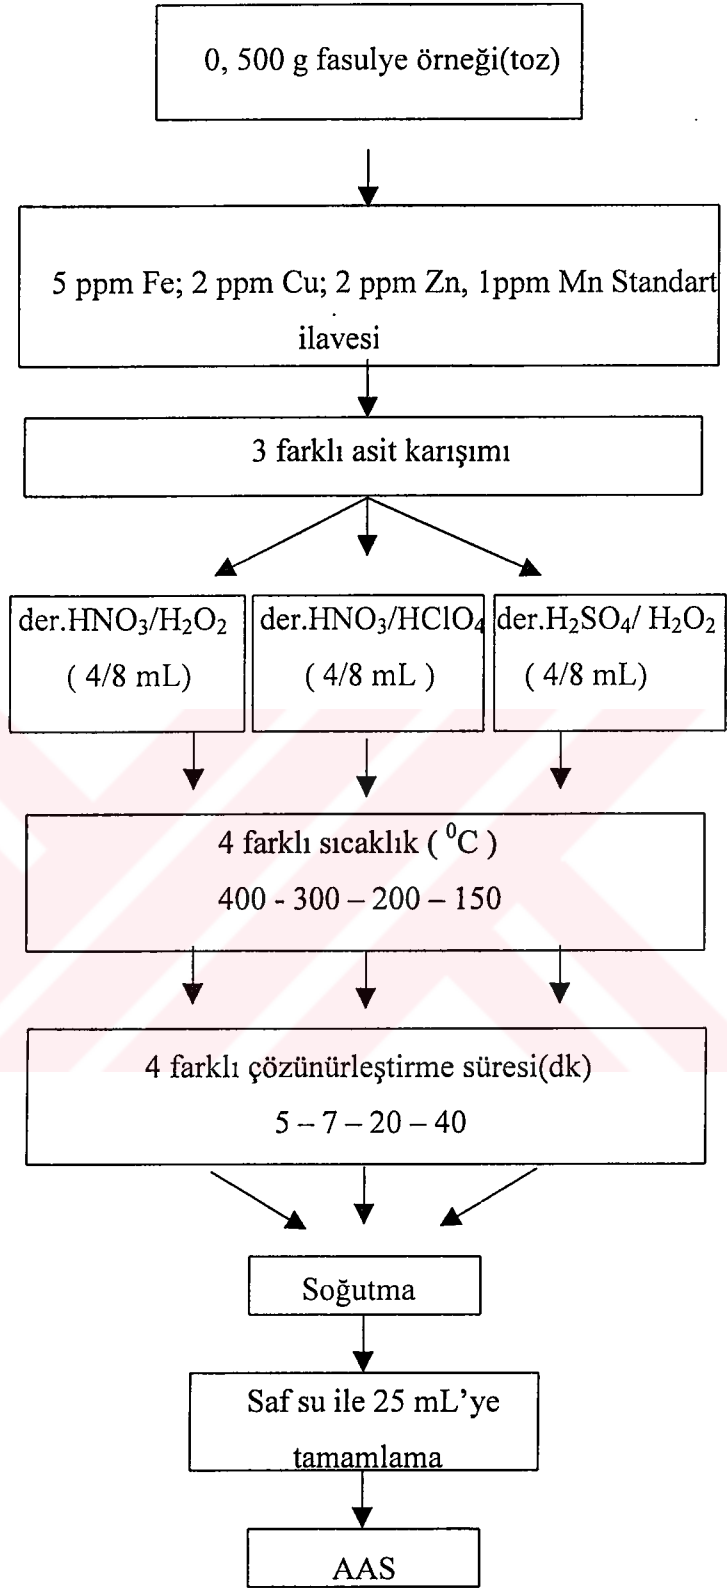 0, 500 g fasulye örneği(toz)
5 ppm Fe; 2 ppm Cu; 2 ppm Zn, 1ppm Mn Standart
ilavesi
3 farklı asit karışımı
der.HNO₃/H₂O₂
( 4/8 mL)
der.HNO₃/HClO₄
( 4/8 mL )
der.H₂SO₄/ H₂O₂
( 4/8 mL)
4 farklı sıcaklık ( ⁰C )
400 - 300 – 200 – 150
4 farklı çözünürleştirme süresi(dk)
5 – 7 – 20 – 40
Soğutma
Saf su ile 25 mL’ye
tamamlama
AAS